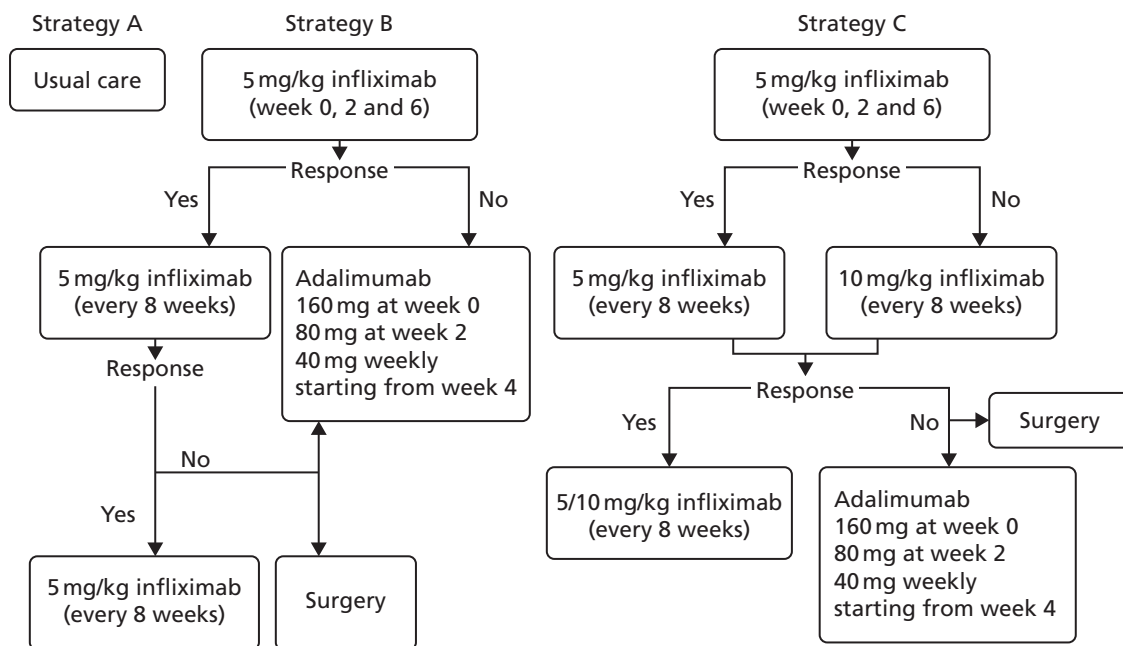 Strategy A
Usual care
Strategy B
5 mg/kg infliximab
(week 0, 2 and 6)
Response
Yes
No
5 mg/kg infliximab
(every 8 weeks)
Adalimumab
160 mg at week 0
80 mg at week 2
40 mg weekly
starting from week 4
Response
No
Yes
5 mg/kg infliximab
(every 8 weeks)
Surgery
Strategy C
5 mg/kg infliximab
(week 0, 2 and 6)
Response
Yes
No
5 mg/kg infliximab
(every 8 weeks)
10 mg/kg infliximab
(every 8 weeks)
Response
Yes
No
Surgery
5/10 mg/kg infliximab
(every 8 weeks)
Adalimumab
160 mg at week 0
80 mg at week 2
40 mg weekly
starting from week 4